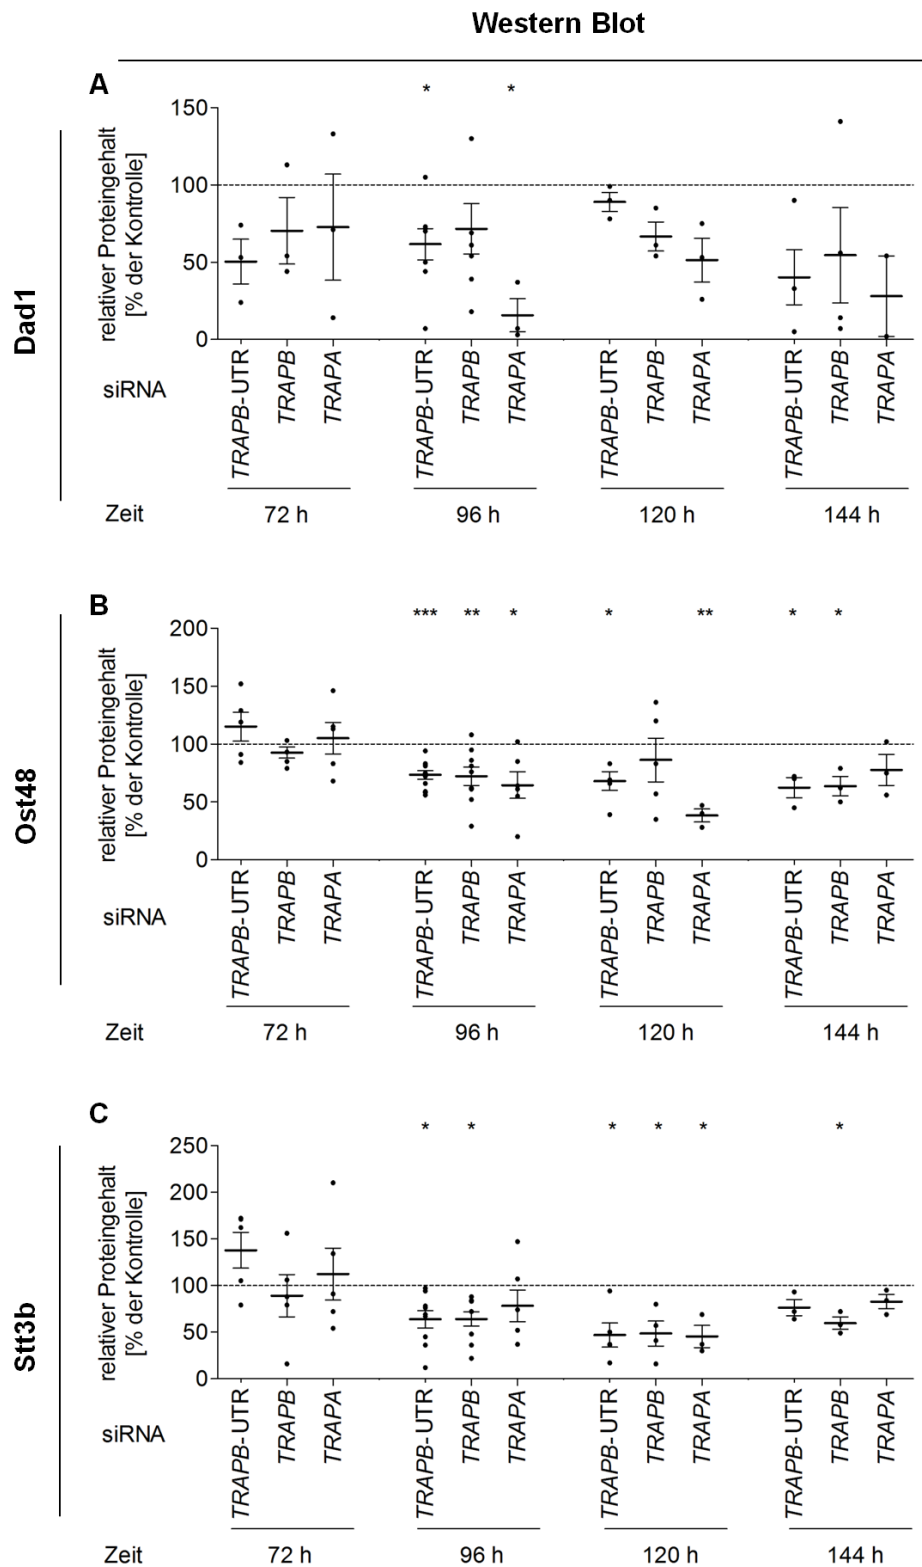 Western Blot
A
* *
Dad1
relativer Proteingehalt
[% der Kontrolle]
150
100
50
0
siRNA
TRAPB-UTR TRAPB TRAPA TRAPB-UTR TRAPB TRAPA TRAPB-UTR TRAPB TRAPA TRAPB-UTR TRAPB TRAPA
Zeit 72 h 96 h 120 h 144 h
B
*** ** * * ** * *
Ost48
relativer Proteingehalt
[% der Kontrolle]
200
150
100
50
0
siRNA
TRAPB-UTR TRAPB TRAPA TRAPB-UTR TRAPB TRAPA TRAPB-UTR TRAPB TRAPA TRAPB-UTR TRAPB TRAPA
Zeit 72 h 96 h 120 h 144 h
C
* * * * * *
Stt3b
relativer Proteingehalt
[% der Kontrolle]
250
200
150
100
50
0
siRNA
TRAPB-UTR TRAPB TRAPA TRAPB-UTR TRAPB TRAPA TRAPB-UTR TRAPB TRAPA TRAPB-UTR TRAPB TRAPA
Zeit 72 h 96 h 120 h 144 h